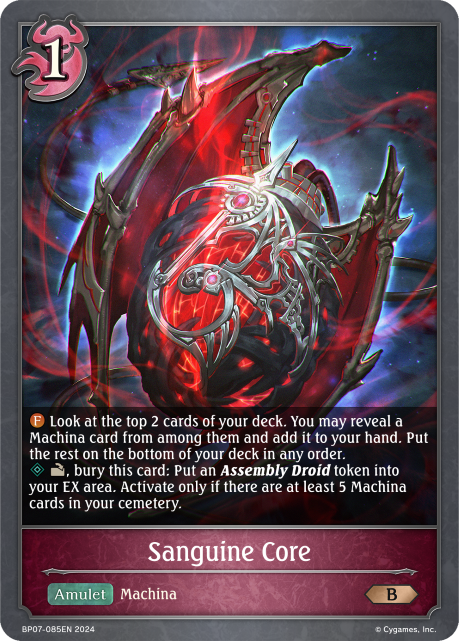 1
F Look at the top 2 cards of your deck. You may reveal a
Machina card from among them and add it to your hand. Put
the rest on the bottom of your deck in any order.
, bury this card: Put an Assembly Droid token into
your EX area. Activate only if there are at least 5 Machina
cards in your cemetery.
Sanguine Core
Amulet Machina
B
BP07-085EN 2024
© Cygames, Inc.